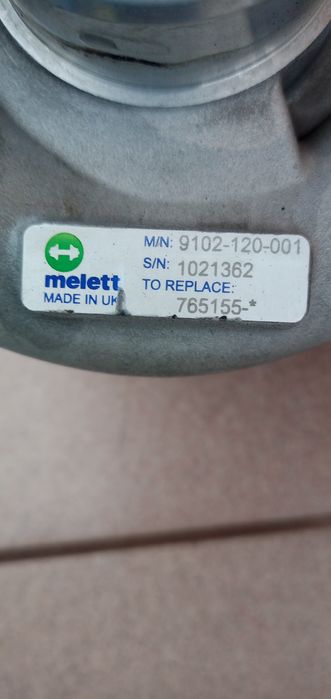 M/N: 9102-120-001
S/N: 1021362
melett
TO REPLACE:
MADE IN UK
765155-*